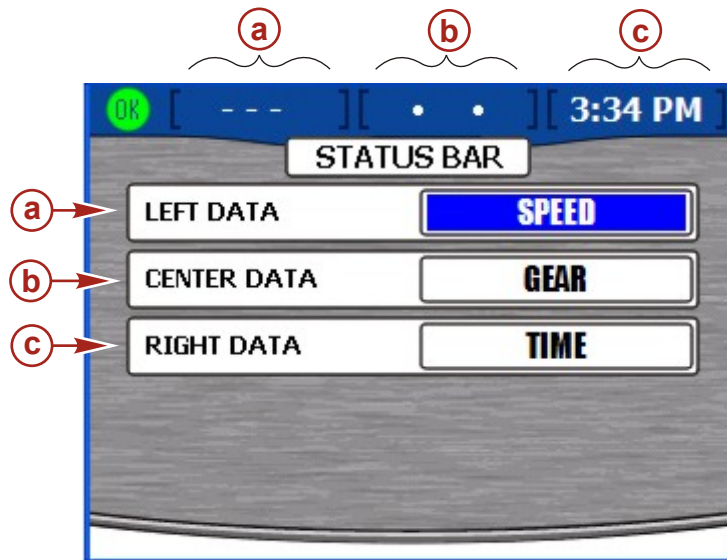 a b c
OK [ - - - ][ • • ][ 3:34 PM ]
STATUS BAR
a LEFT DATA SPEED
b CENTER DATA GEAR
c RIGHT DATA TIME